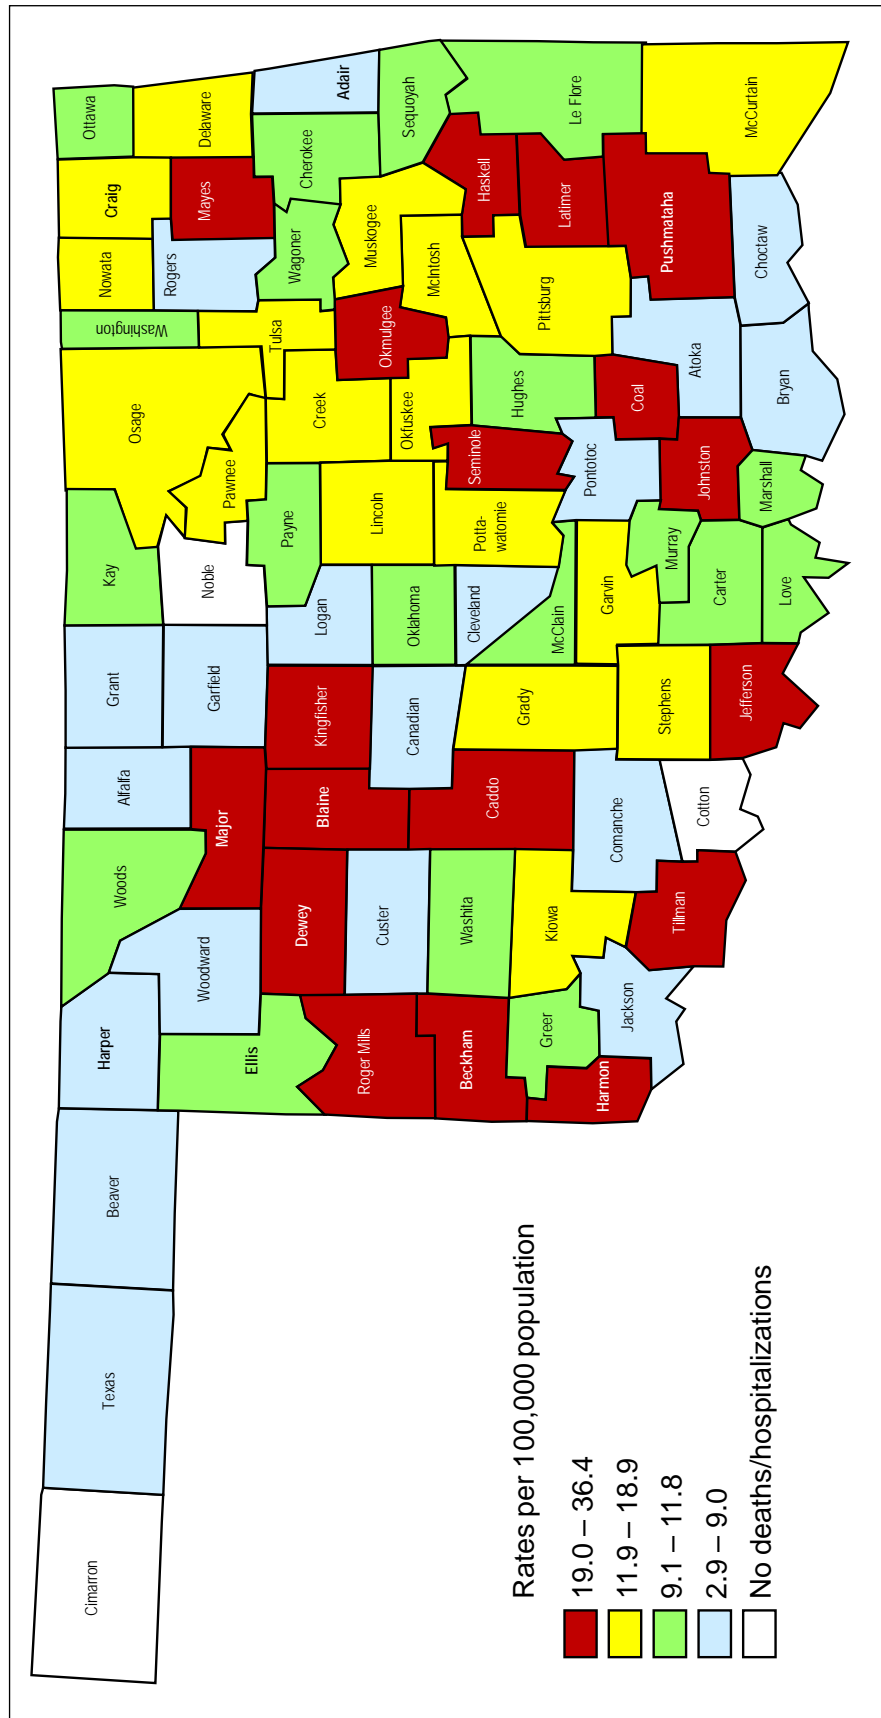 Cimarron
Texas
Beaver
Harper
Woods
Alfalfa
Grant
Kay
Osage
Washington
Nowata
Craig
Ottawa
Ellis
Woodward
Major
Garfield
Noble
Pawnee
Rogers
Mayes
Delaware
Roger Mills
Dewey
Blaine
Kingfisher
Logan
Payne
Creek
Tulsa
Wagoner
Cherokee
Adair
Beckham
Custer
Canadian
Oklahoma
Lincoln
Okfuskee
Okmulgee
Muskogee
Sequoyah
Washita
Caddo
Grady
Cleveland
McClain
Potta-
watomie
Seminole
Hughes
McIntosh
Haskell
Harmon
Greer
Kiowa
Comanche
Stephens
Garvin
Pontotoc
Coal
Pittsburg
Latimer
Le Flore
Jackson
Tillman
Cotton
Jefferson
Murray
Carter
Love
Johnston
Marshall
Atoka
Bryan
Pushmataha
Choctaw
McCurtain
Rates per 100,000 population
19.0 – 36.4
11.9 – 18.9
9.1 – 11.8
2.9 – 9.0
No deaths/hospitalizations